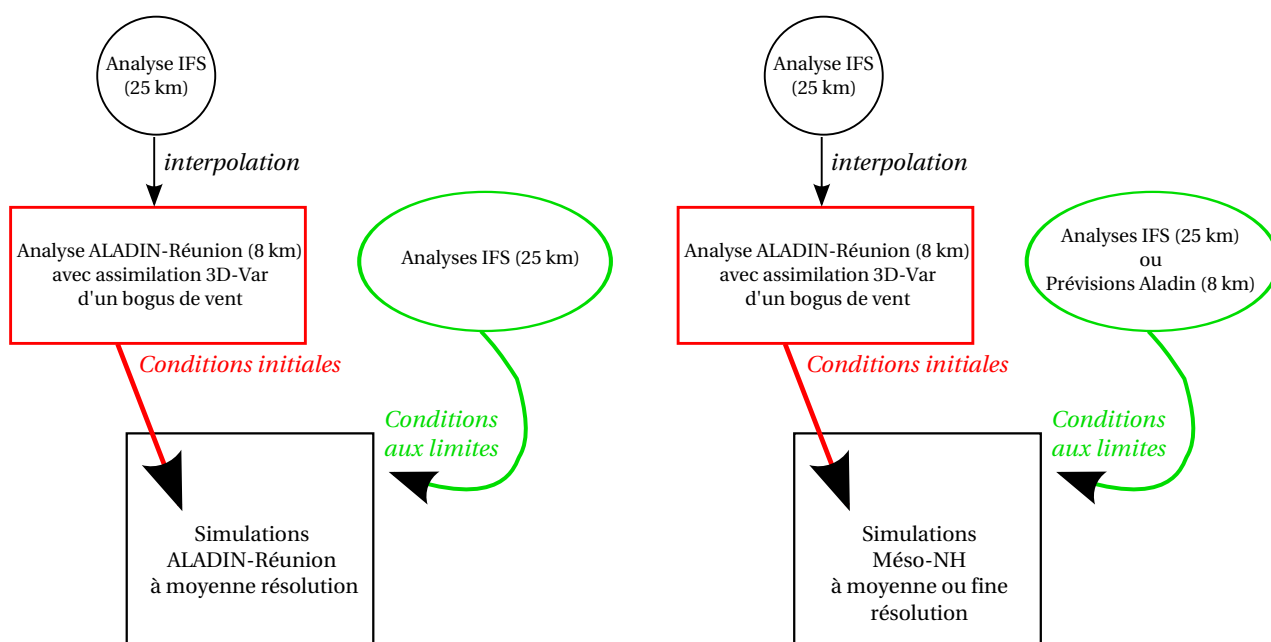 Analyse IFS
(25 km)
interpolation
Analyse ALADIN-Réunion (8 km)
avec assimilation 3D-Var
d'un bogus de vent
Analyses IFS (25 km)
Conditions initiales
Conditions
aux limites
Simulations
ALADIN-Réunion
à moyenne résolution
Analyse IFS
(25 km)
interpolation
Analyse ALADIN-Réunion (8 km)
avec assimilation 3D-Var
d'un bogus de vent
Analyses IFS (25 km)
ou
Prévisions Aladin (8 km)
Conditions initiales
Conditions
aux limites
Simulations
Méso-NH
à moyenne ou fine
résolution